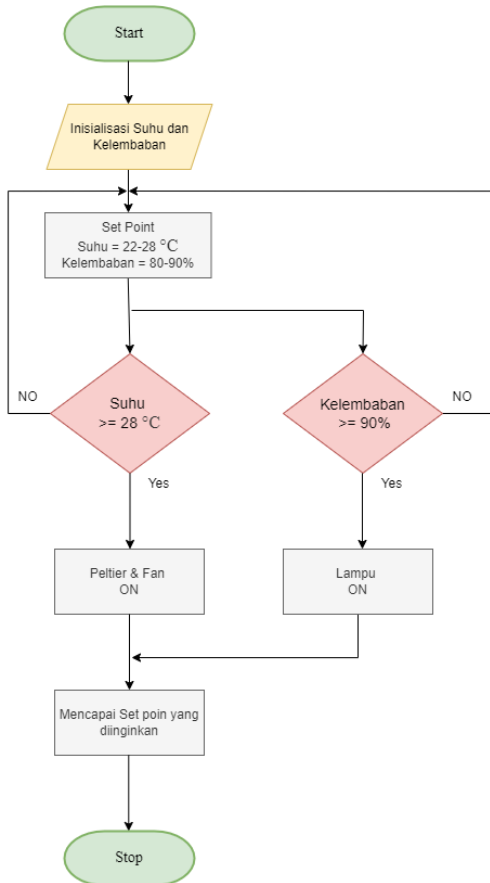 Start
Inisialisasi Suhu dan
Kelembaban
Set Point
Suhu = 22-28 °C
Kelembaban = 80-90%
Suhu
>= 28 °C
NO
Yes
Kelembaban
>= 90%
NO
Yes
Peltier & Fan
ON
Lampu
ON
Mencapai Set poin yang
diinginkan
Stop